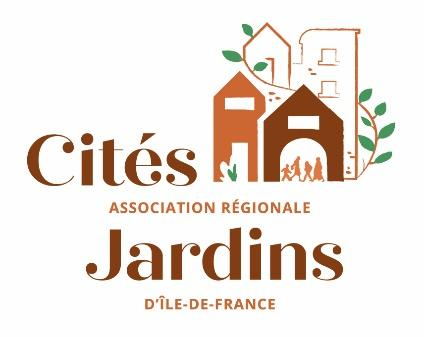 Cités
ASSOCIATION RÉGIONALE
Jardins
D'ÎLE-DE-FRANCE